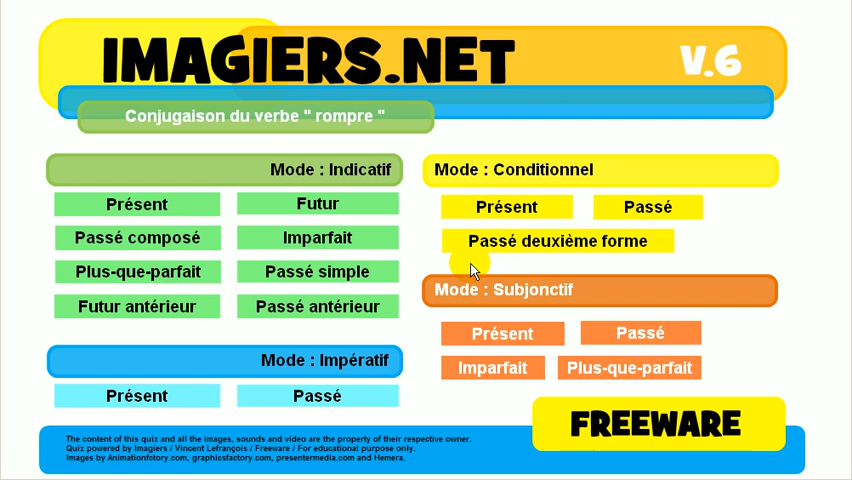 IMAGIERS.NET
V.6
Conjugaison du verbe " rompre "
Mode : Indicatif
Présent
Futur
Passé composé
Imparfait
Plus-que-parfait
Passé simple
Futur antérieur
Passé antérieur
Mode : Impératif
Présent
Passé
Mode : Conditionnel
Présent
Passé
Passé deuxième forme
Mode : Subjonctif
Présent
Passé
Imparfait
Plus-que-parfait
FREEWARE
The content of this quiz and all the images, sounds and video are the property of their respective owner.
Quiz powered by Imagiers / Vincent Lefrançois / Freeware / For educational purpose only.
Images by Animationfctory.com, graphicsfactory.com, presentermedia.com and Hemera.